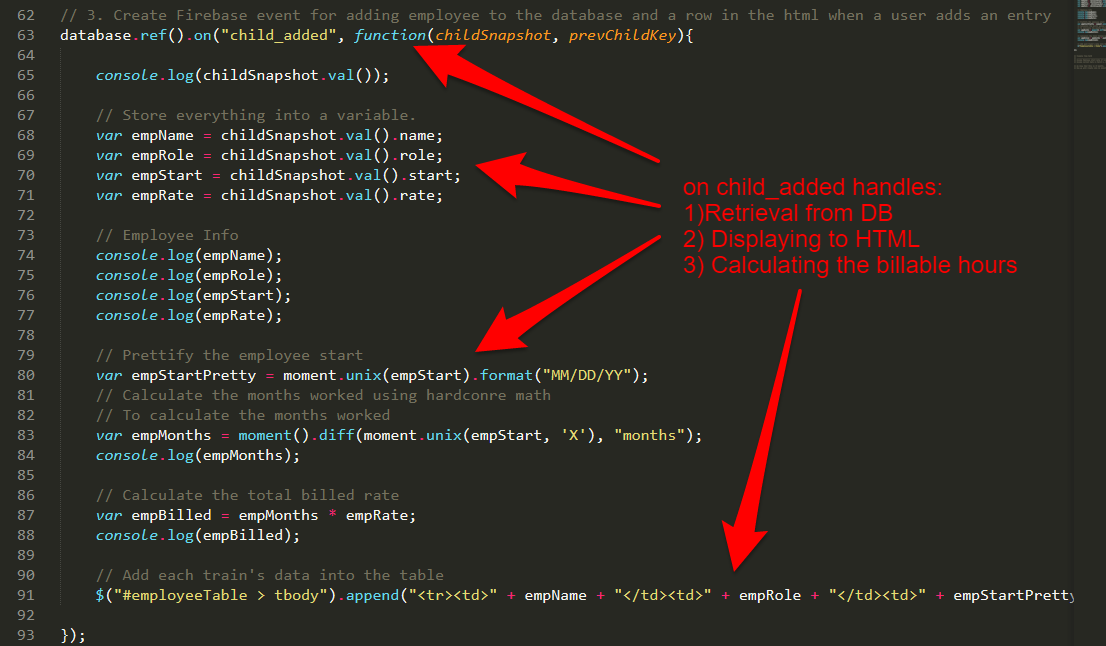 62 // 3. Create Firebase event for adding employee to the database and a row in the html when a user adds an entry
63 database.ref().on("child_added", function(childSnapshot, prevChildKey){
64
65 console.log(childSnapshot.val());
66
67 // Store everything into a variable.
68 var empName = childSnapshot.val().name;
69 var empRole = childSnapshot.val().role;
70 var empStart = childSnapshot.val().start;
71 var empRate = childSnapshot.val().rate;
72
73 // Employee Info
74 console.log(empName);
75 console.log(empRole);
76 console.log(empStart);
77 console.log(empRate);
78
79 // Prettify the employee start
80 var empStartPretty = moment.unix(empStart).format("MM/DD/YY");
81 // Calculate the months worked using hardconre math
82 // To calculate the months worked
83 var empMonths = moment().diff(moment.unix(empStart, 'X'), "months");
84 console.log(empMonths);
85
86 // Calculate the total billed rate
87 var empBilled = empMonths * empRate;
88 console.log(empBilled);
89
90 // Add each train's data into the table
91 $("#employeeTable > tbody").append("<tr><td>" + empName + "</td><td>" + empRole + "</td><td>" + empStartPretty
92
93 });
on child_added handles:
1)Retrieval from DB
2) Displaying to HTML
3) Calculating the billable hours